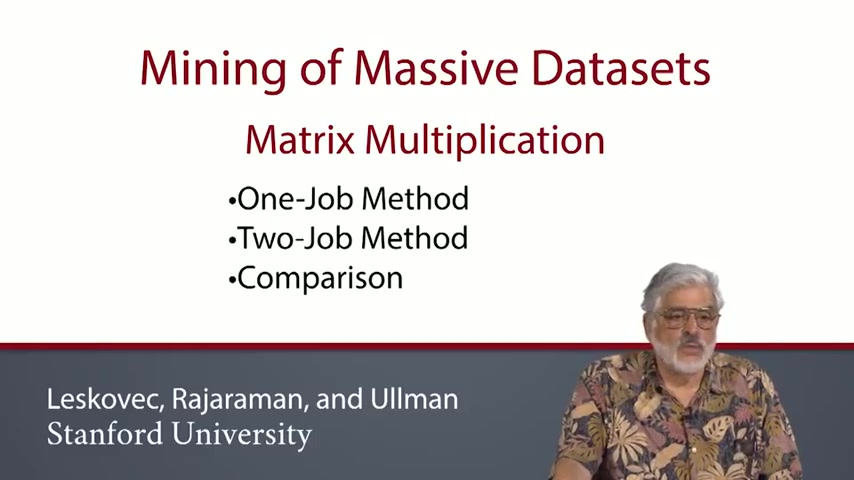 Mining of Massive Datasets
Matrix Multiplication
•One-Job Method
•Two-Job Method
•Comparison
Leskovec, Rajaraman, and Ullman
Stanford University